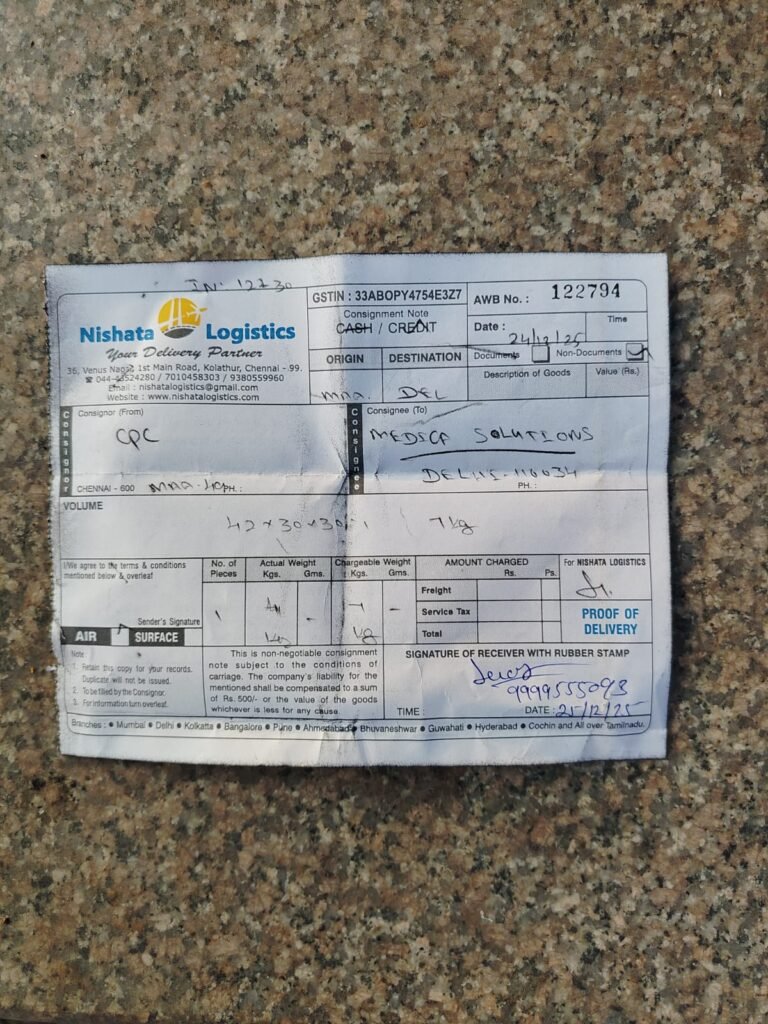 IN: 12730
Nishata Logistics
Your Delivery Partner
36, Venus Nagar, 1st Main Road, Kolathur, Chennai - 99.
044-43524280 / 7010458303 / 9380559960
Email : nishatalogistics@gmail.com
Website : www.nishatalogistics.com
GSTIN : 33ABOPY4754E3Z7
Consignment Note
CASH / CREDIT
ORIGIN DESTINATION
maa. DEL
AWB No. : 122794
Date : 24/12/25 Time
Documents Non-Documents
Description of Goods Value (Rs.)
Consignor
Consignor (From)
CPC
CHENNAI - 600 PH.:
Consignee
Consignee (To)
MEDICA SOLUTIONS
DELHI-110034
PH. :
VOLUME
42x30x30 7kg
I/We agree to the terms & conditions
mentioned below & overleaf
Sender's Signature
AIR SURFACE
No. of Pieces
Actual Weight
Kgs. Gms.
Chargeable Weight
Kgs. Gms.
1 - -
kg
AMOUNT CHARGED
Rs. Ps.
Freight
Service Tax
Total
For NISHATA LOGISTICS
PROOF OF
DELIVERY
Note
1. Retain this copy for your records.
Duplicate will not be issued.
2. To be filled by the Consignor.
3. For information turn overleaf.
This is non-negotiable consignment
note subject to the conditions of
carriage. The company's liability for the
mentioned shall be compensated to a sum
of Rs. 500/- or the value of the goods
whichever is less for any cause.
SIGNATURE OF RECEIVER WITH RUBBER STAMP
9999555093
TIME : DATE : 25/12/25
Branches : ● Mumbai ● Delhi ● Kolkatta ● Bangalore ● Pune ● Ahmedabad ● Bhuvaneshwar ● Guwahati ● Hyderabad ● Cochin and All over Tamilnadu.